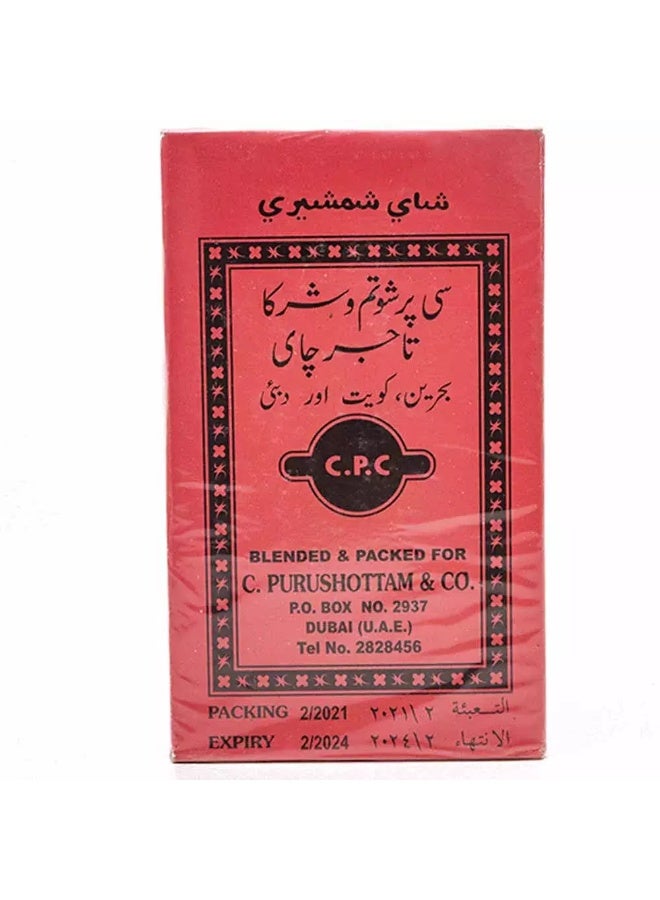 شاي شمشيري
سی پرشوتم و شرکا
تاجر چای
بحرین، کویت اور دبئی
C.P.C
BLENDED & PACKED FOR
C. PURUSHOTTAM & CO.
P.O. BOX NO. 2937
DUBAI (U.A.E.)
Tel No. 2828456
PACKING 2/2021 ٢٠٢١\٢ التعبئة
EXPIRY 2/2024 ٢٠٢٤\٢ الانتهاء